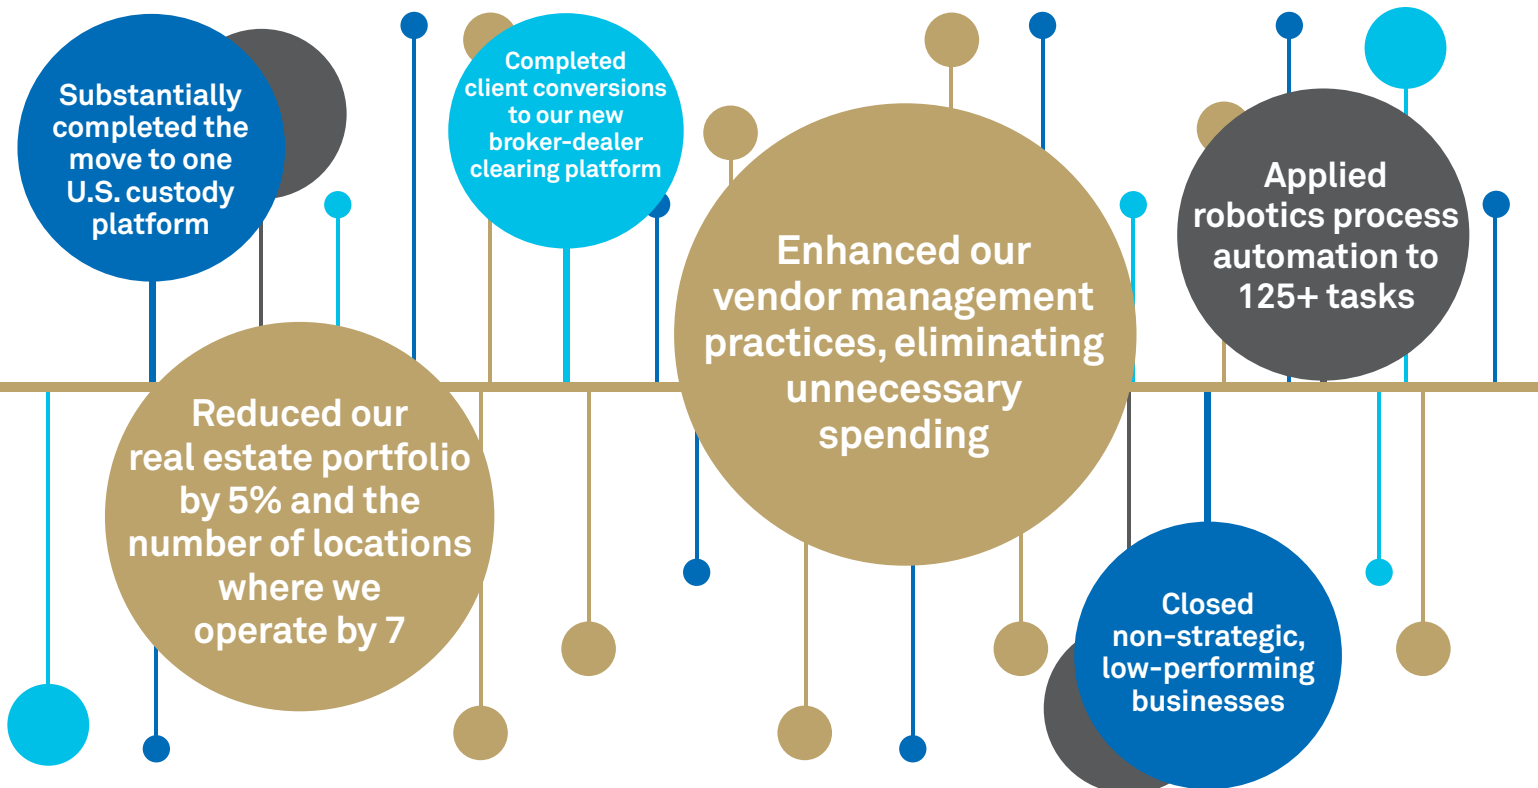 Substantially
completed the
move to one
U.S. custody
platform
Reduced our
real estate portfolio
by 5% and the
number of locations
where we
operate by 7
Completed
client conversions
to our new
broker-dealer
clearing platform
Enhanced our
vendor management
practices, eliminating
unnecessary
spending
Applied
robotics process
automation to
125+ tasks
Closed
non-strategic,
low-performing
businesses